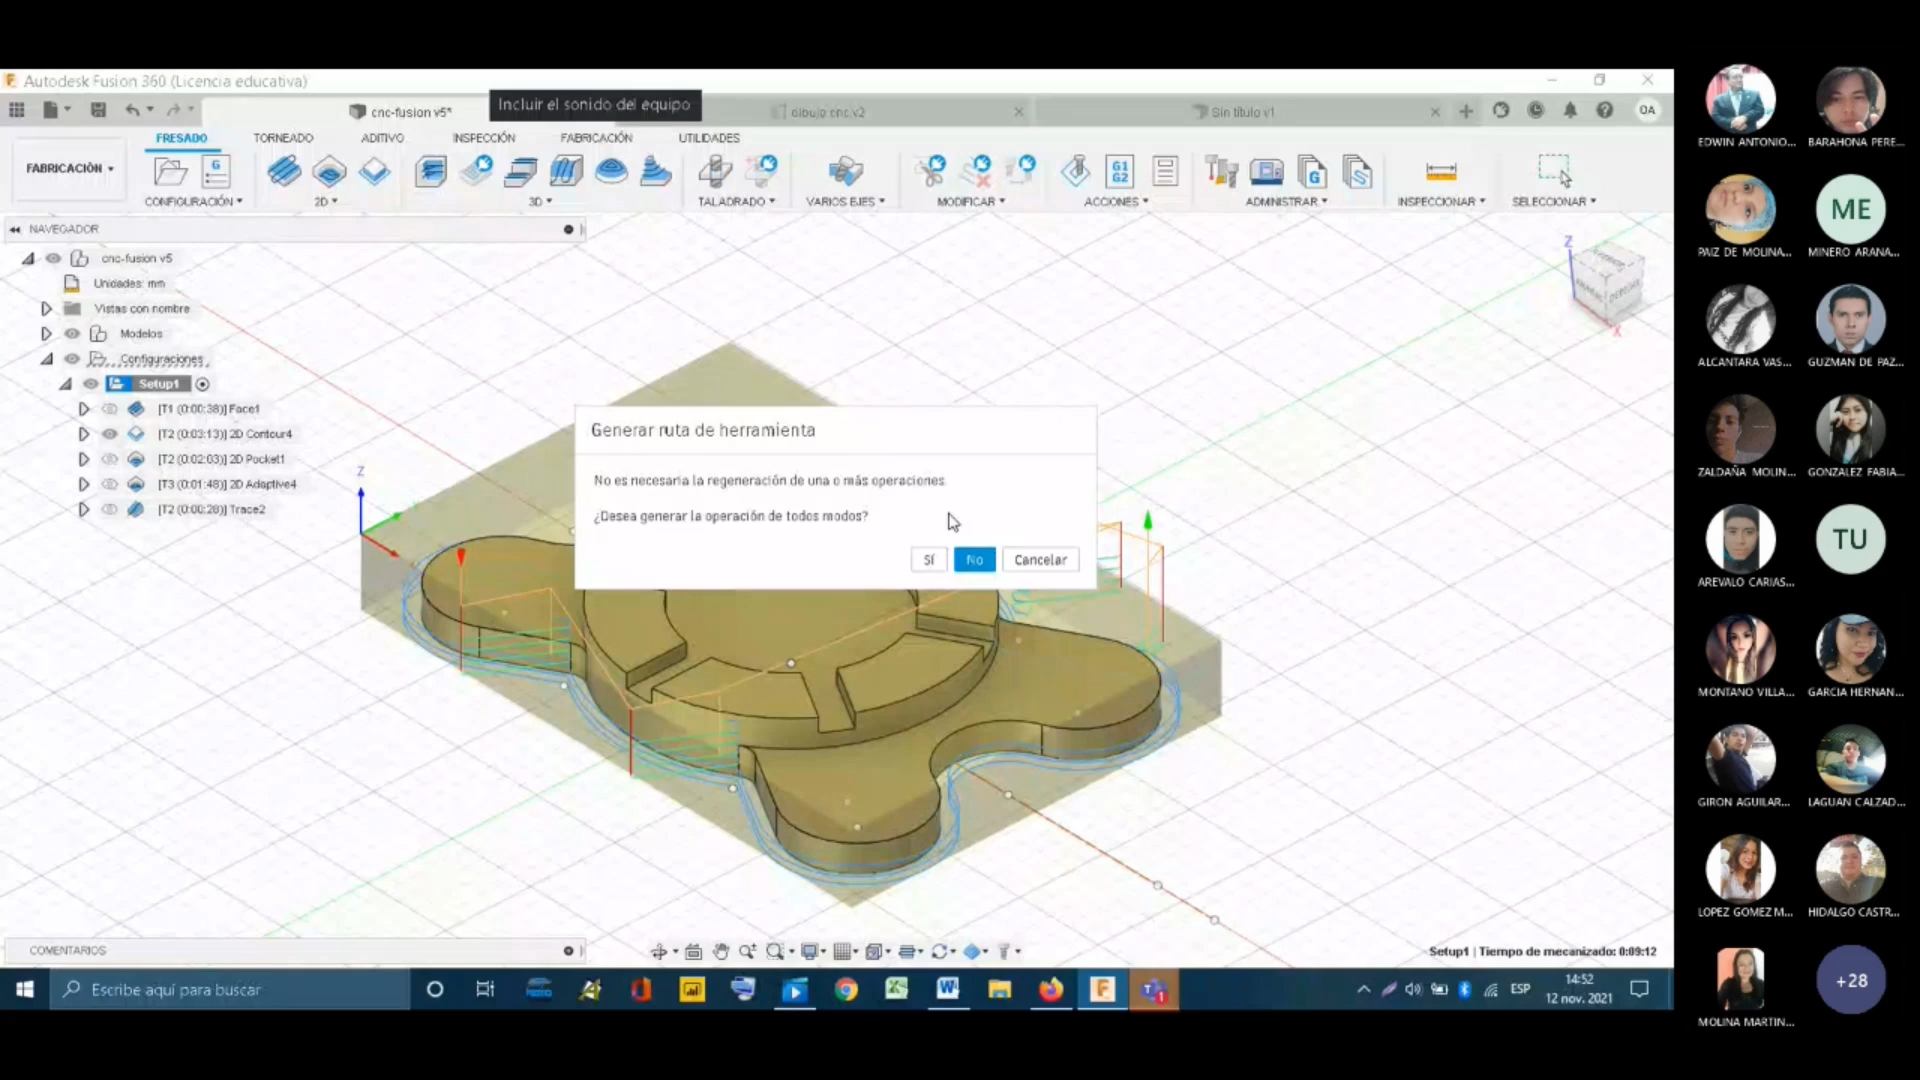 Autodesk Fusion 360 (Licencia educativa)
cnc-fusion v5*
Incluir el sonido del equipo
dibujo cnc v2
Sin título v1
OA
FRESADO
TORNEADO
ADITIVO
INSPECCIÓN
FABRICACIÓN
UTILIDADES
FABRICACIÓN
CONFIGURACIÓN
2D
3D
TALADRADO
VARIOS EJES
MODIFICAR
ACCIONES
ADMINISTRAR
INSPECCIONAR
SELECCIONAR
G
G1
G2
G
NAVEGADOR
cnc-fusion v5
Unidades: mm
Vistas con nombre
Modelos
Configuraciones
Setup1
[T1 (0:00:38)] Face1
[T2 (0:03:13)] 2D Contour4
[T2 (0:02:03)] 2D Pocket1
[T3 (0:01:48)] 2D Adaptive4
[T2 (0:00:28)] Trace2
Z
Z
X
Generar ruta de herramienta
No es necesaria la regeneración de una o más operaciones.
¿Desea generar la operación de todos modos?
Sí
No
Cancelar
COMENTARIOS
Setup1 | Tiempo de mecanizado: 0:09:12
Escribe aquí para buscar
ESP
14:52
12 nov. 2021
EDWIN ANTONIO...
BARAHONA PERE...
PAIZ DE MOLINA...
ME
MINERO ARANA...
ALCANTARA VAS...
GUZMAN DE PAZ...
ZALDAÑA MOLIN...
GONZALEZ FABIA...
AREVALO CARIAS...
TU
MONTANO VILLA...
GARCIA HERNAN...
GIRON AGUILAR...
LAGUAN CALZAD...
LOPEZ GOMEZ M...
HIDALGO CASTR...
MOLINA MARTIN...
+28